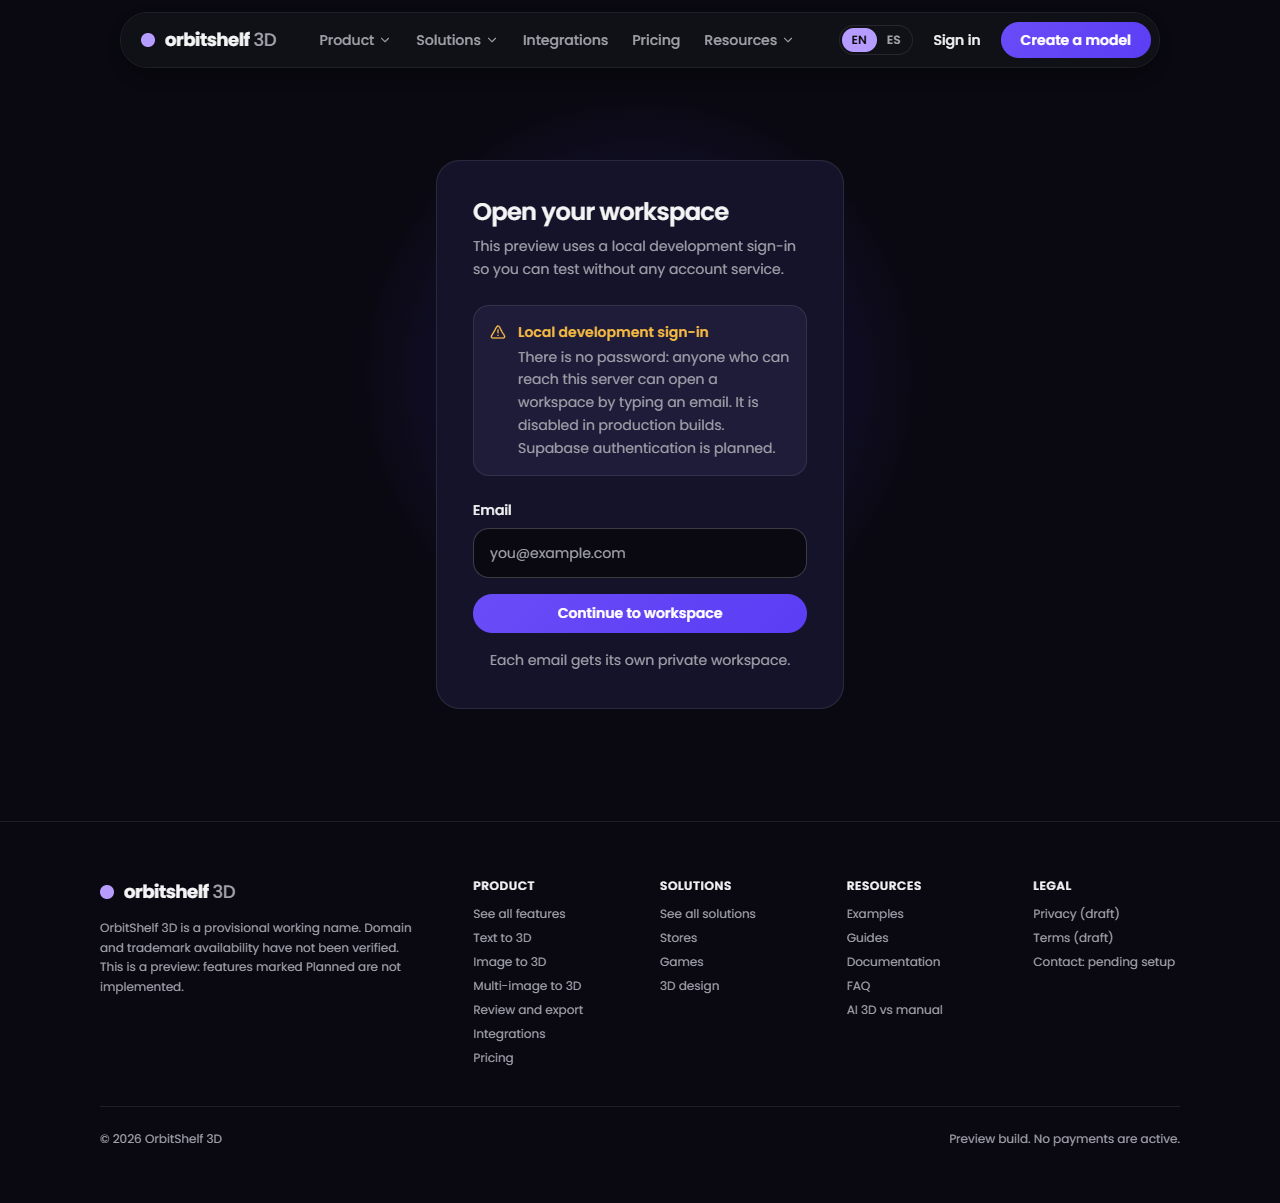 orbitshelf 3D
Product
Solutions
Integrations
Pricing
Resources
EN
ES
Sign in
Create a model
Open your workspace
This preview uses a local development sign-in
so you can test without any account service.
Local development sign-in
There is no password: anyone who can
reach this server can open a
workspace by typing an email. It is
disabled in production builds.
Supabase authentication is planned.
Email
you@example.com
Continue to workspace
Each email gets its own private workspace.
orbitshelf 3D
OrbitShelf 3D is a provisional working name. Domain
and trademark availability have not been verified.
This is a preview: features marked Planned are not
implemented.
PRODUCT
See all features
Text to 3D
Image to 3D
Multi-image to 3D
Review and export
Integrations
Pricing
SOLUTIONS
See all solutions
Stores
Games
3D design
RESOURCES
Examples
Guides
Documentation
FAQ
AI 3D vs manual
LEGAL
Privacy (draft)
Terms (draft)
Contact: pending setup
© 2026 OrbitShelf 3D
Preview build. No payments are active.